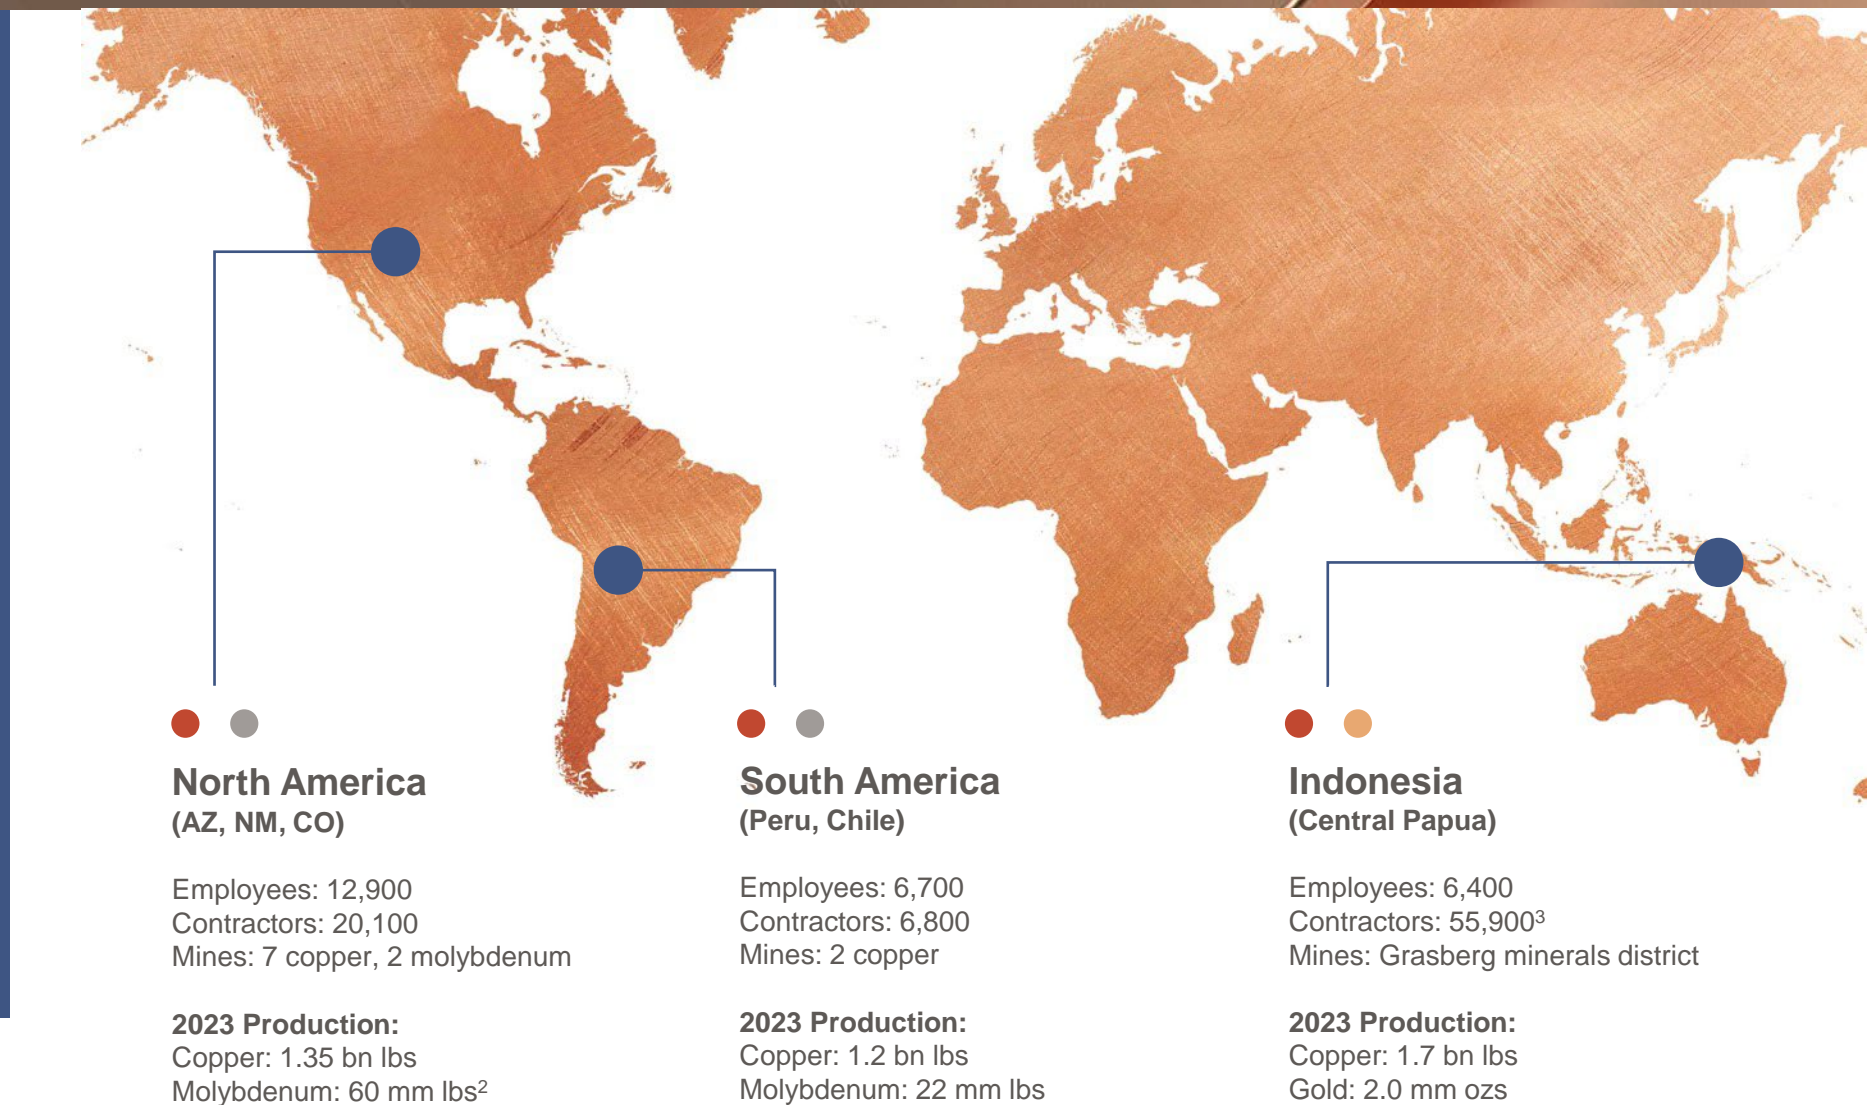 North America
(AZ, NM, CO)
Employees: 12,900
Contractors: 20,100
Mines: 7 copper, 2 molybdenum
2023 Production:
Copper: 1.35 bn lbs
Molybdenum: 60 mm lbs²
South America
(Peru, Chile)
Employees: 6,700
Contractors: 6,800
Mines: 2 copper
2023 Production:
Copper: 1.2 bn lbs
Molybdenum: 22 mm lbs
Indonesia
(Central Papua)
Employees: 6,400
Contractors: 55,900³
Mines: Grasberg minerals district
2023 Production:
Copper: 1.7 bn lbs
Gold: 2.0 mm ozs